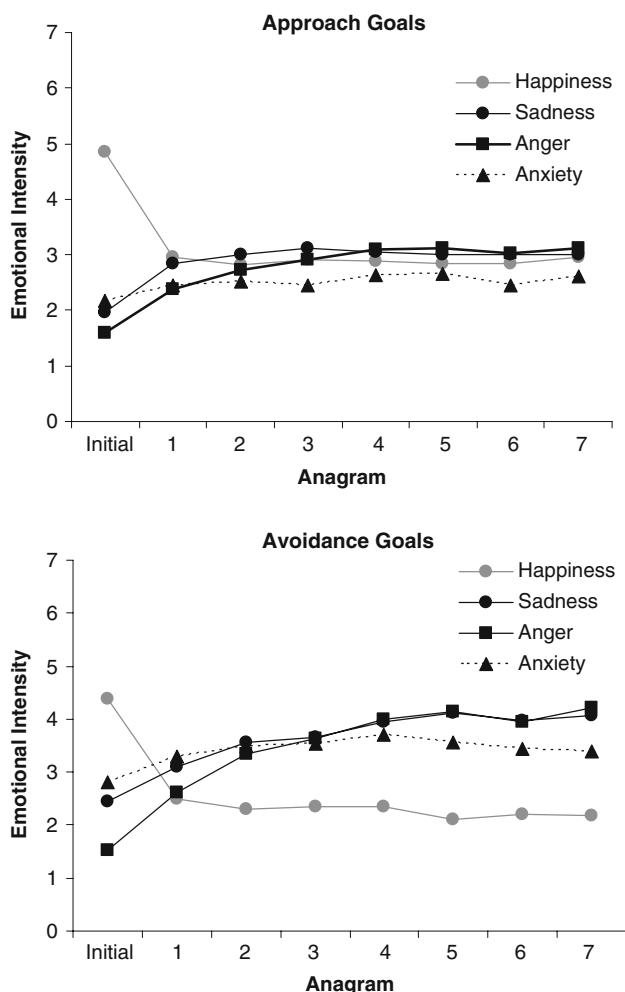 Approach Goals
7
6
5
4
3
2
1
0
Emotional Intensity
Happiness
Sadness
Anger
Anxiety
Initial 1 2 3 4 5 6 7
Anagram
Avoidance Goals
7
6
5
4
3
2
1
0
Emotional Intensity
Happiness
Sadness
Anger
Anxiety
Initial 1 2 3 4 5 6 7
Anagram